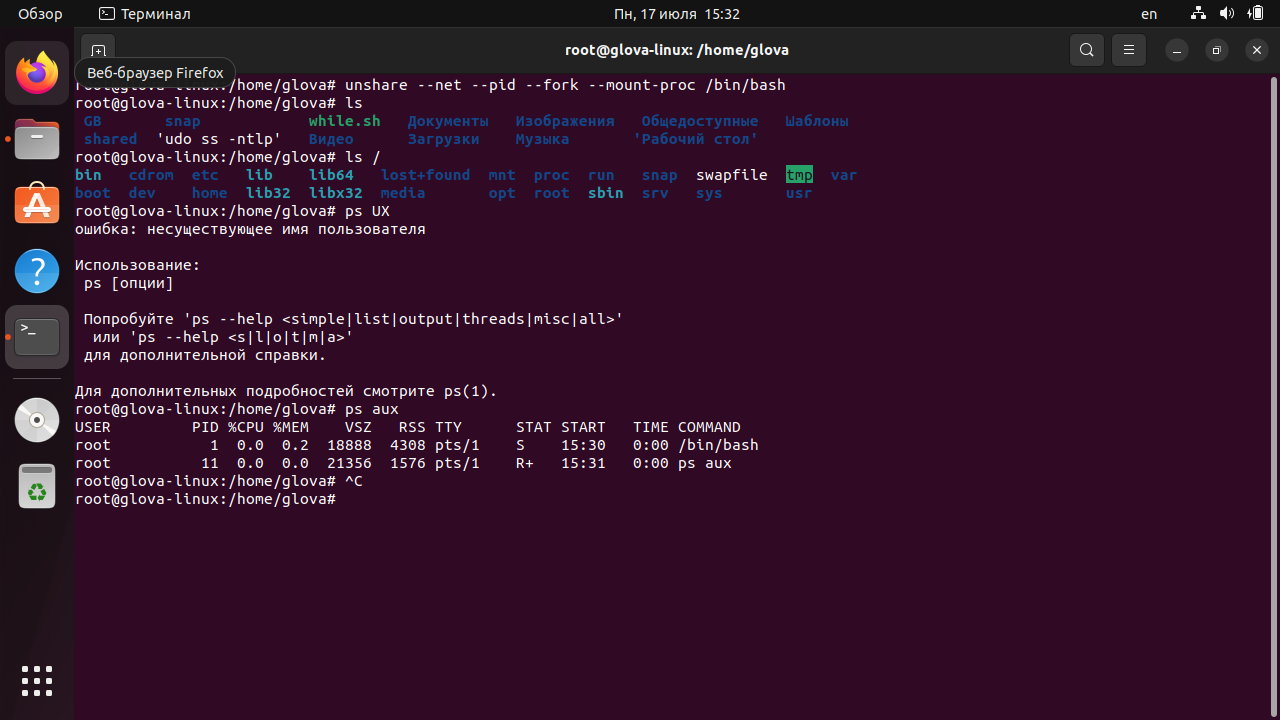 Обзор Терминал Пн, 17 июля 15:32 en
root@glova-linux: /home/glova
Веб-браузер Firefox
root@glova-linux:/home/glova# unshare --net --pid --fork --mount-proc /bin/bash
root@glova-linux:/home/glova# ls
GB snap while.sh Документы Изображения Общедоступные Шаблоны
shared 'udo ss -ntlp' Видео Загрузки Музыка 'Рабочий стол'
root@glova-linux:/home/glova# ls /
bin cdrom etc lib lib64 lost+found mnt proc run snap swapfile tmp var
boot dev home lib32 libx32 media opt root sbin srv sys usr
root@glova-linux:/home/glova# ps UX
ошибка: несуществующее имя пользователя
Использование:
ps [опции]
Попробуйте 'ps --help <simple|list|output|threads|misc|all>'
или 'ps --help <s|l|o|t|m|a>'
для дополнительной справки.
Для дополнительных подробностей смотрите ps(1).
root@glova-linux:/home/glova# ps aux
USER PID %CPU %MEM VSZ RSS TTY STAT START TIME COMMAND
root 1 0.0 0.2 18888 4308 pts/1 S 15:30 0:00 /bin/bash
root 11 0.0 0.0 21356 1576 pts/1 R+ 15:31 0:00 ps aux
root@glova-linux:/home/glova# ^C
root@glova-linux:/home/glova#